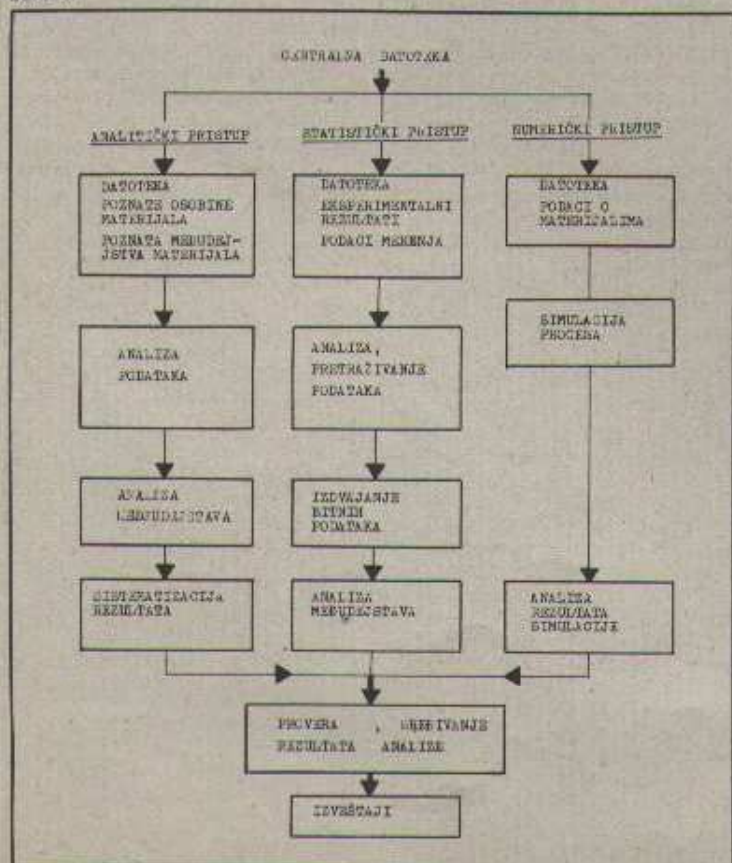 CENTRALNA DATOTEKA
ANALITIČKI PRISTUP
STATISTIČKI PRISTUP
NUMERIČKI PRISTUP
DATOTEKA
POZNATE OSOBINE
MATERIJALA
POZNATA MEĐUDEJ-
JSTVA MATERIJALA
DATOTEKA
EKSPERIMENTALNI
REZULTATI
PODACI MERENJA
DATOTEKA
PODACI O
MATERIJALIMA
ANALIZA
PODATAKA
ANALIZA,
PRETRAŽIVANJE
PODATAKA
SIMULACIJA
PROCESA
ANALIZA
MEĐUDEJSTAVA
IZDVAJANJE
BITNIH
PODATAKA
SISTEMATIZACIJA
REZULTATA
ANALIZA
MEĐUDEJSTAVA
ANALIZA
REZULTATA
SIMULACIJE
PROVERA ,
REZULTATA ANALIZE
IZVEŠTAJI